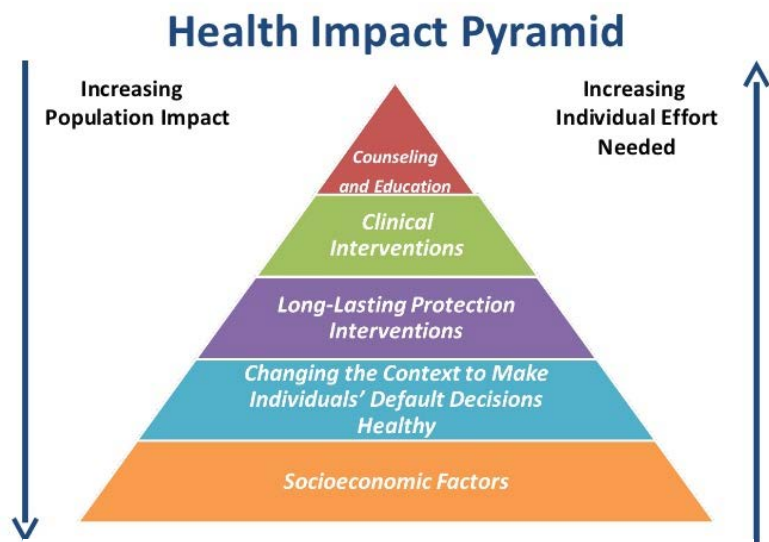 Health Impact Pyramid
Increasing
Population Impact
Increasing
Individual Effort
Needed
Counseling
and Education
Clinical
Interventions
Long-Lasting Protection
Interventions
Changing the Context to Make
Individuals’ Default Decisions
Healthy
Socioeconomic Factors